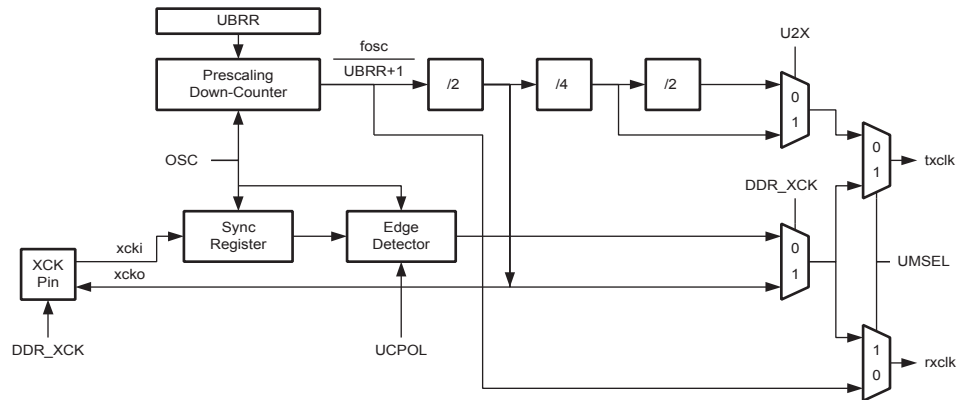 UBRR
fosc
U2X
Prescaling
Down-Counter
UBRR+1
/2
/4
/2
0
1
OSC
0
1
txclk
DDR_XCK
xcki
Sync
Register
Edge
Detector
0
1
XCK
Pin
xcko
UMSEL
DDR_XCK
UCPOL
1
0
rxclk